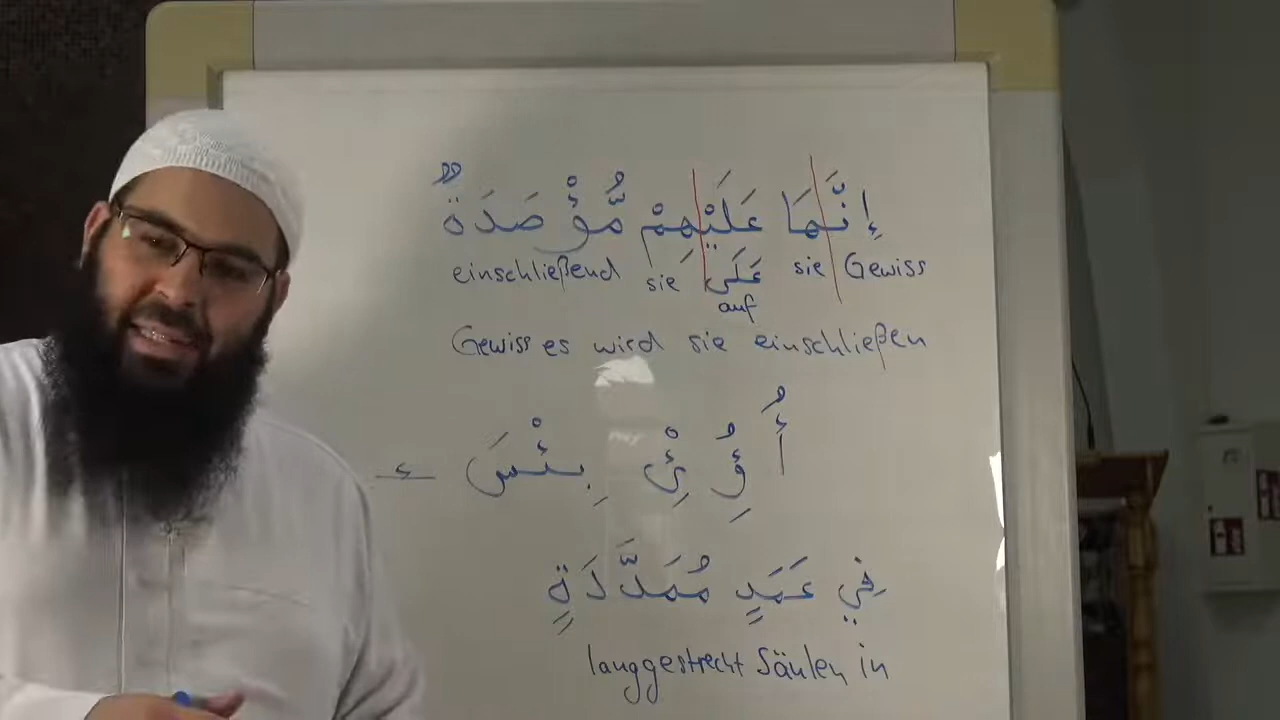 إِنَّهَا عَلَيْهِمْ مُّؤْصَدَةٌ
einschließend sie عَلَى sie Gewiss
auf
Gewiss es wird sie einschließen
أُ ؤُ ئْ بِئْسَ ء
فِي عَمَدٍ مُمَدَّدَةٍ
langgestreckt Säulen in